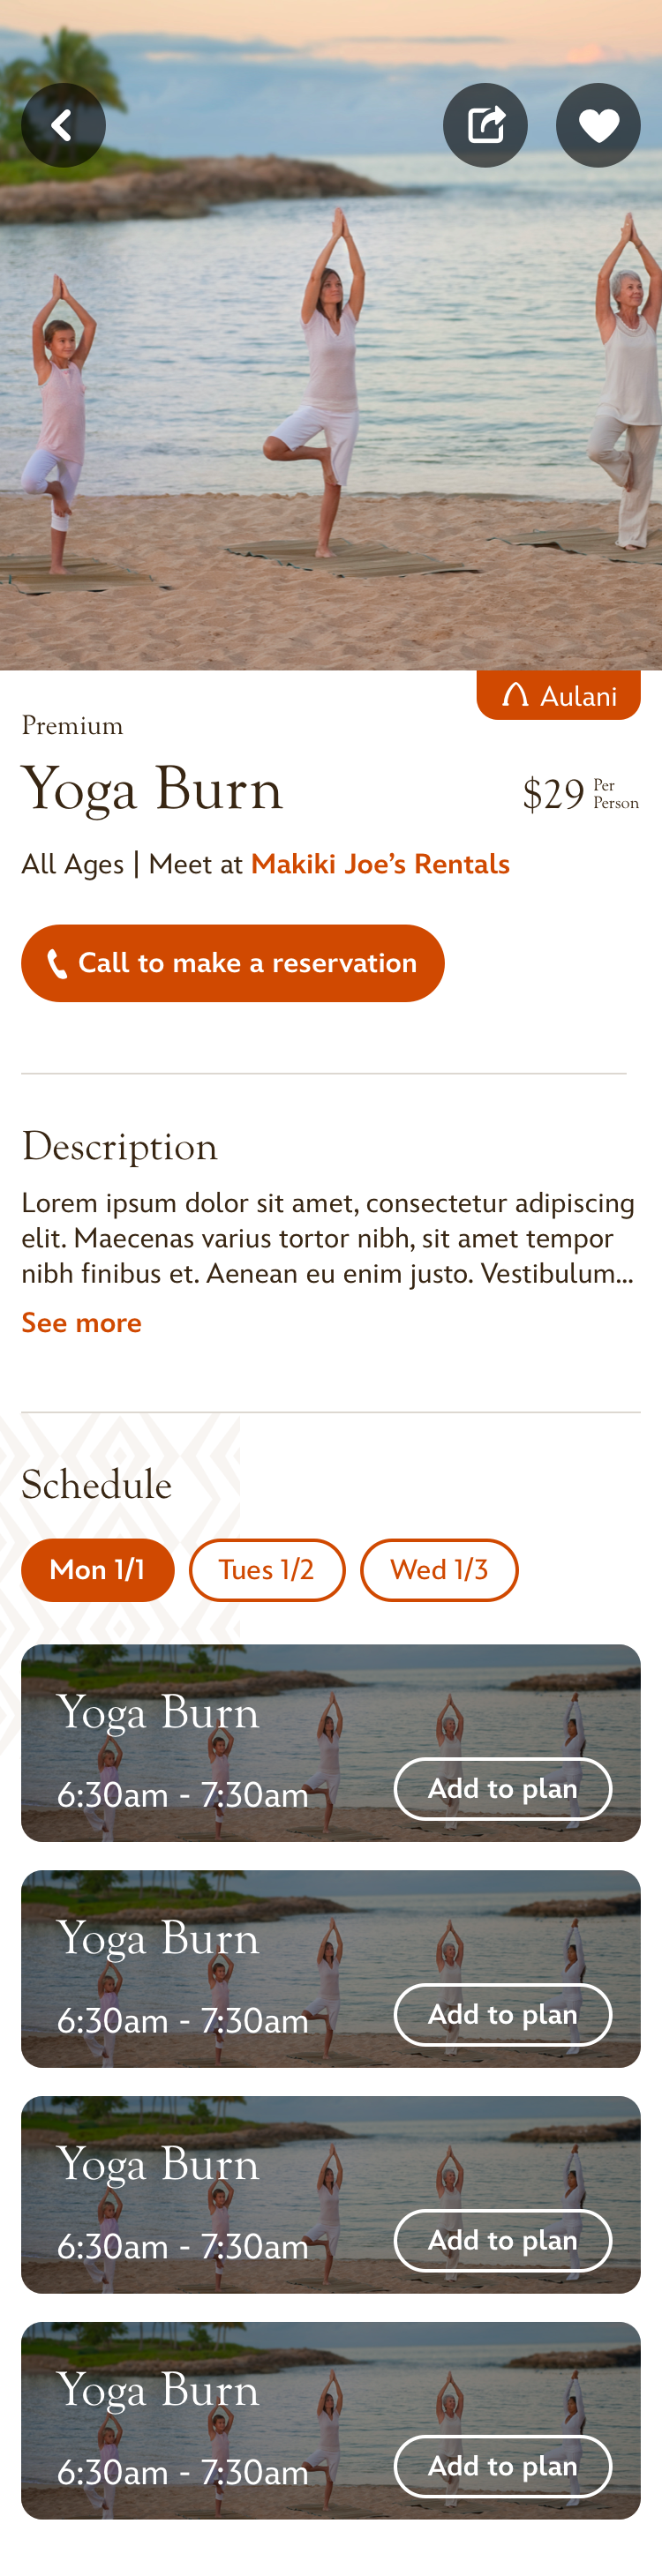 Aulani
Premium
Yoga Burn
$29 Per Person
All Ages | Meet at Makiki Joe’s Rentals
Call to make a reservation
Description
Lorem ipsum dolor sit amet, consectetur adipiscing
elit. Maecenas varius tortor nibh, sit amet tempor
nibh finibus et. Aenean eu enim justo. Vestibulum...
See more
Schedule
Mon 1/1
Tues 1/2
Wed 1/3
Yoga Burn
6:30am - 7:30am
Add to plan
Yoga Burn
6:30am - 7:30am
Add to plan
Yoga Burn
6:30am - 7:30am
Add to plan
Yoga Burn
6:30am - 7:30am
Add to plan